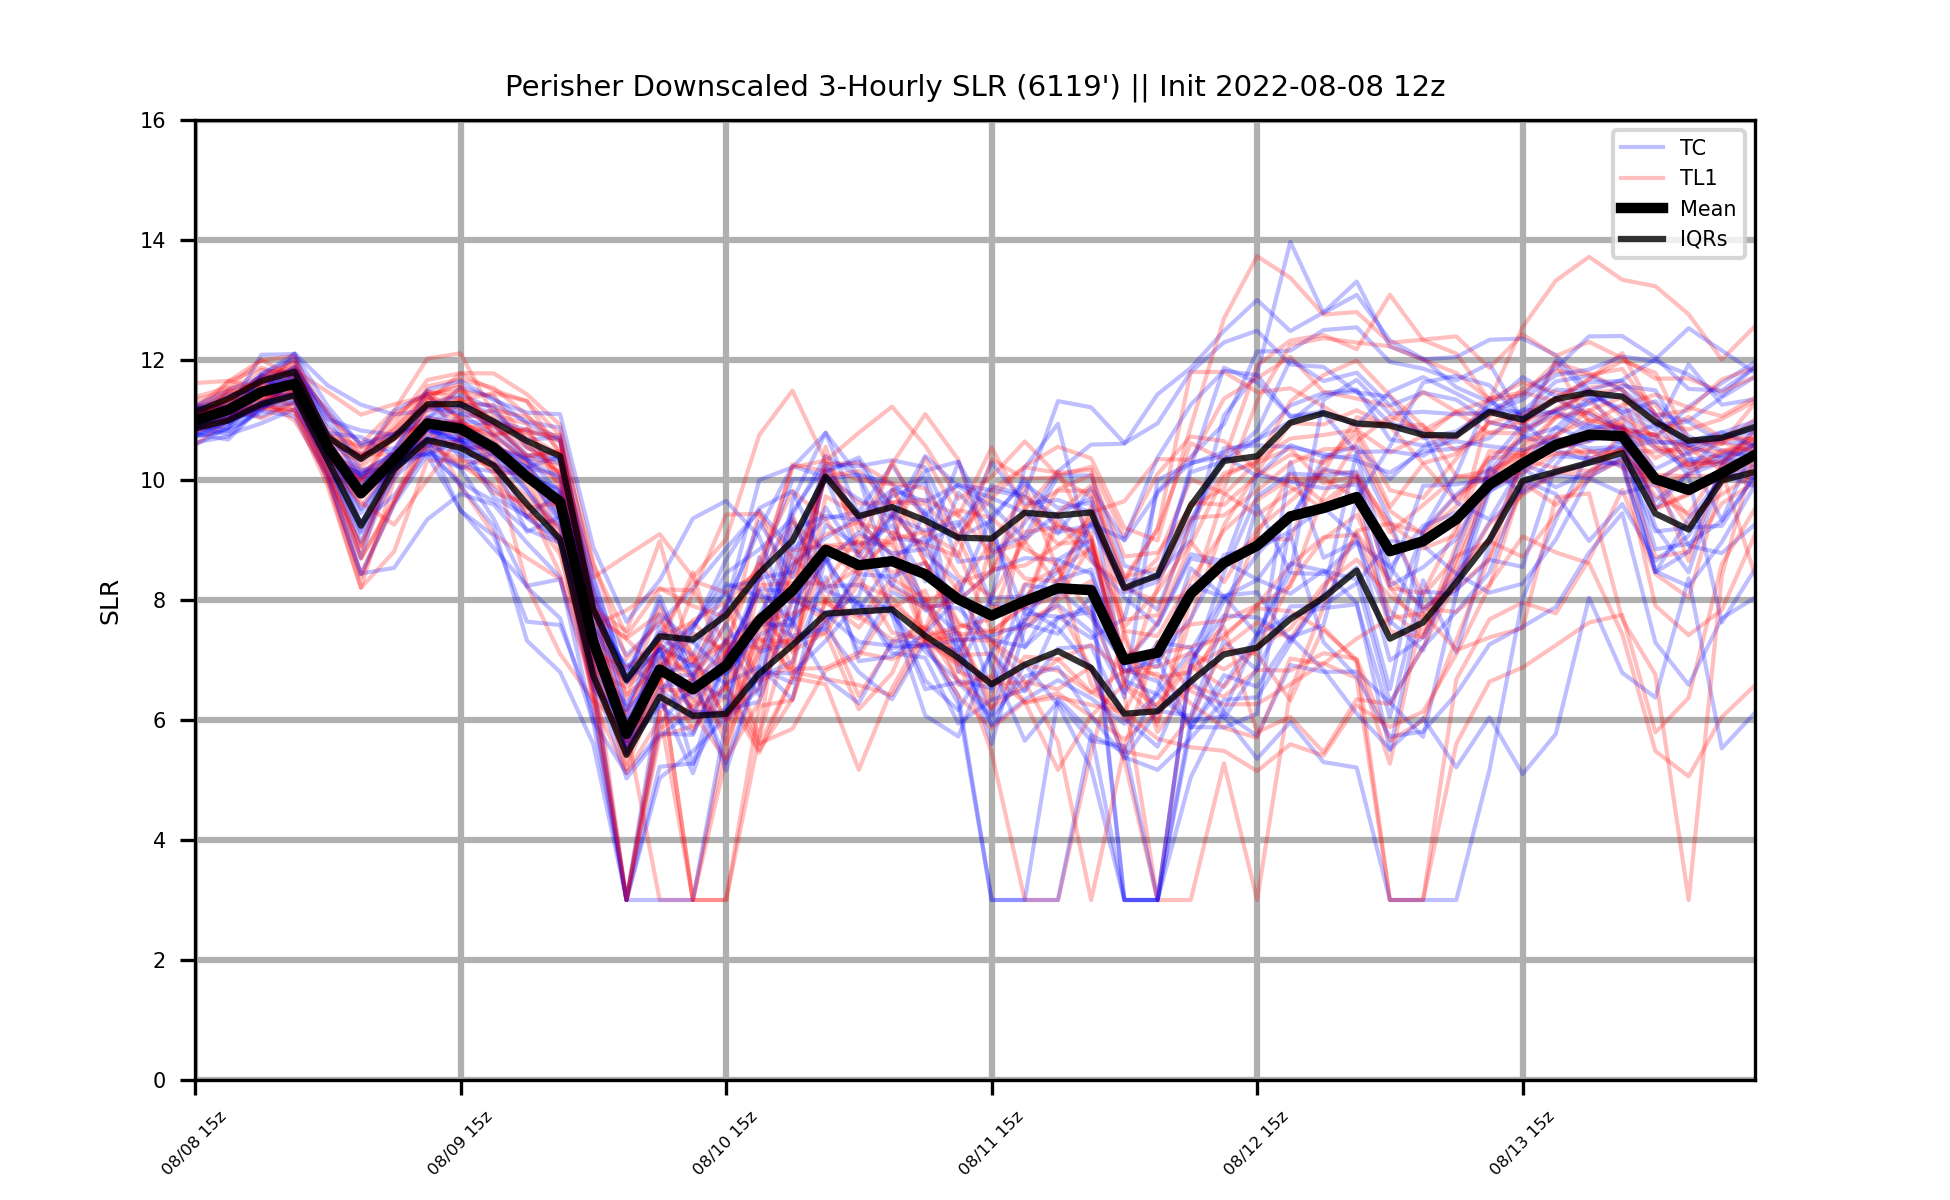 Perisher Downscaled 3-Hourly SLR (6119') || Init 2022-08-08 12z
TC
TL1
Mean
IQRs
SLR
16
14
12
10
8
6
4
2
0
08/08 15z
08/09 15z
08/10 15z
08/11 15z
08/12 15z
08/13 15z